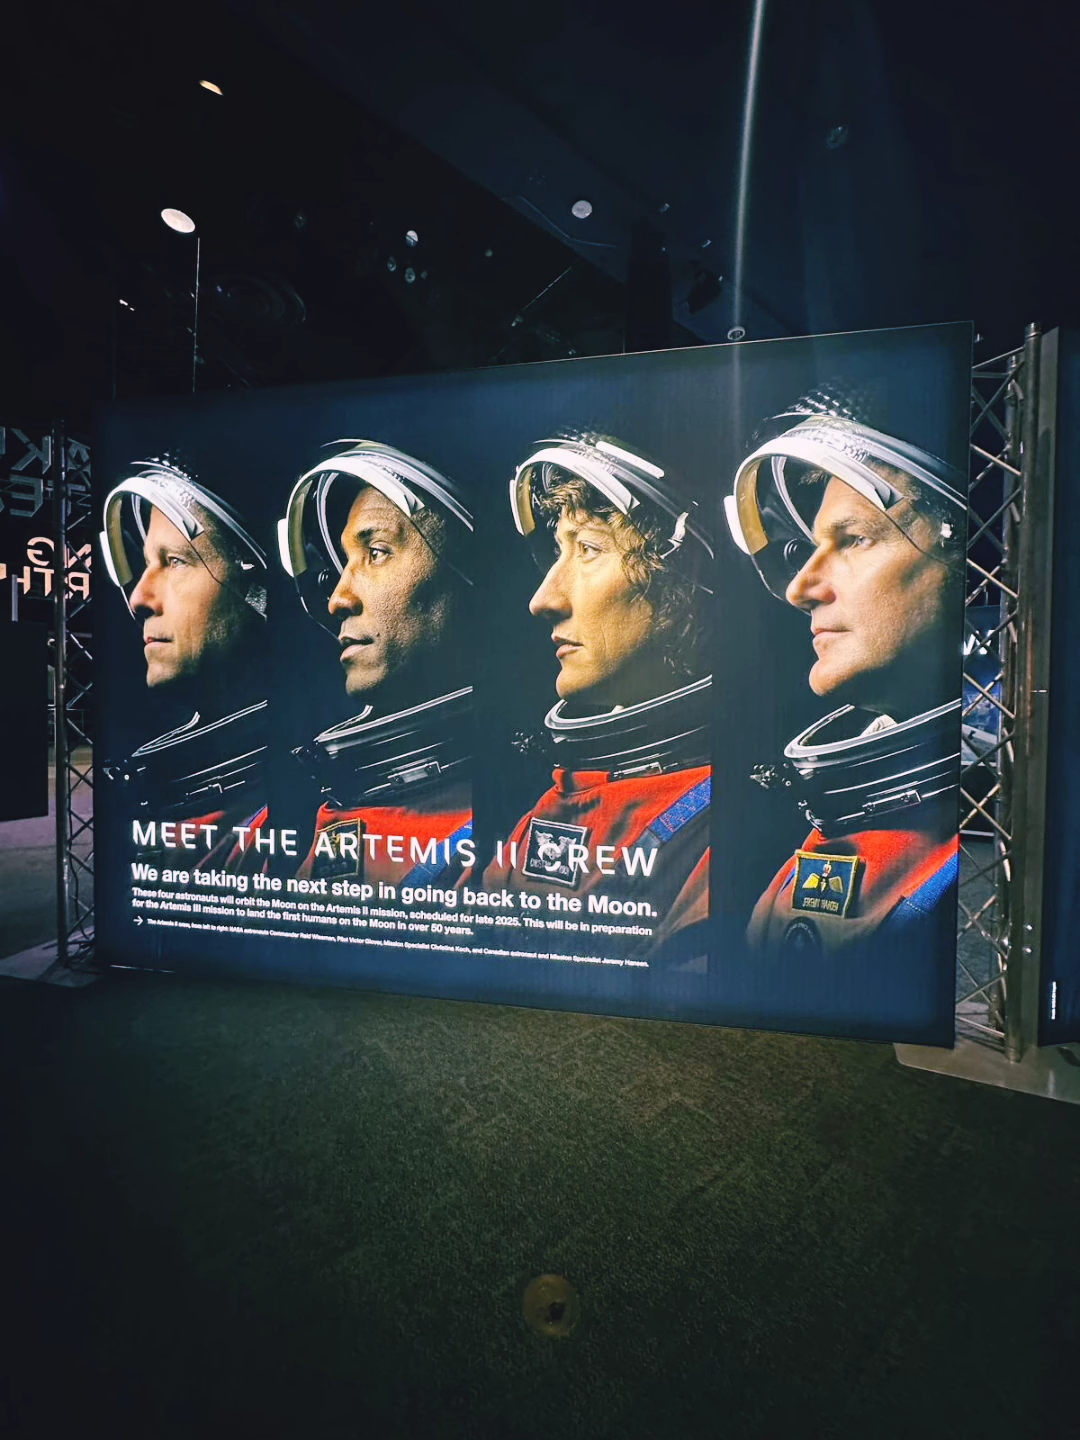 MEET THE ARTEMIS II CREW
We are taking the next step in going back to the Moon.
These four astronauts will orbit the Moon on the Artemis II mission, scheduled for late 2025. This will be in preparation
for the Artemis III mission to land the first humans on the Moon in over 50 years.
→ The Artemis II crew, from left to right: NASA astronauts Commander Reid Wiseman, Pilot Victor Glover, Mission Specialist Christina Koch, and Canadian astronaut and Mission Specialist Jeremy Hansen.